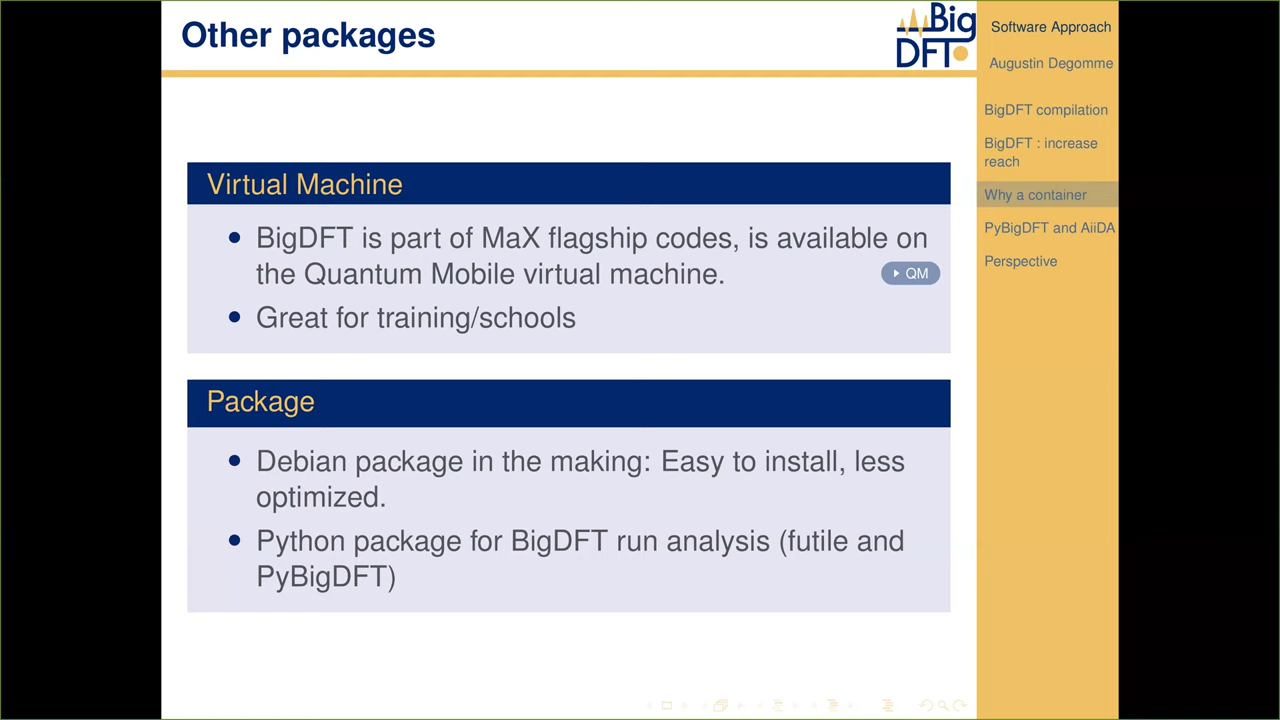 Other packages
Big
DFT
Virtual Machine
• BigDFT is part of MaX flagship codes, is available on
the Quantum Mobile virtual machine.
QM
• Great for training/schools
Package
• Debian package in the making: Easy to install, less
optimized.
• Python package for BigDFT run analysis (futile and
PyBigDFT)
Software Approach
Augustin Degomme
BigDFT compilation
BigDFT : increase
reach
Why a container
PyBigDFT and AiiDA
Perspective